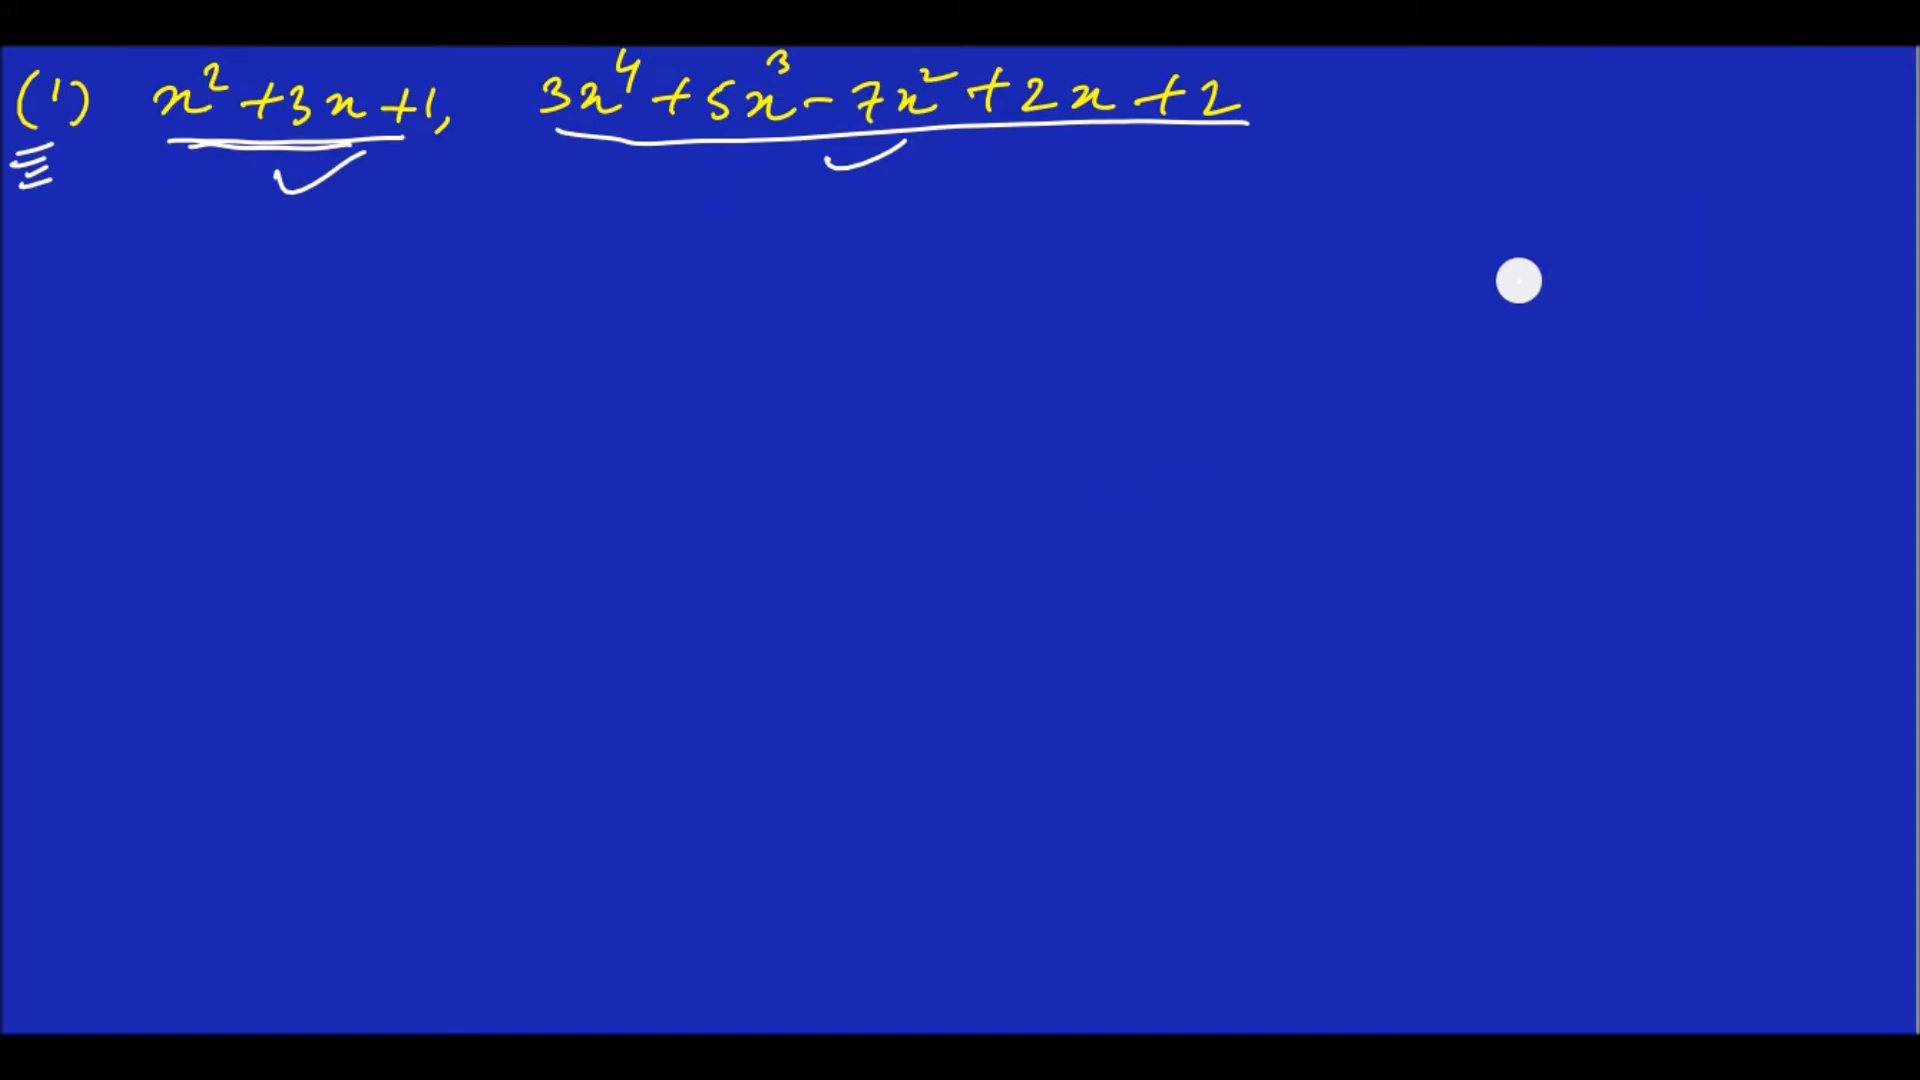 (1) x² + 3x + 1, 3x⁴ + 5x³ - 7x² + 2x + 2